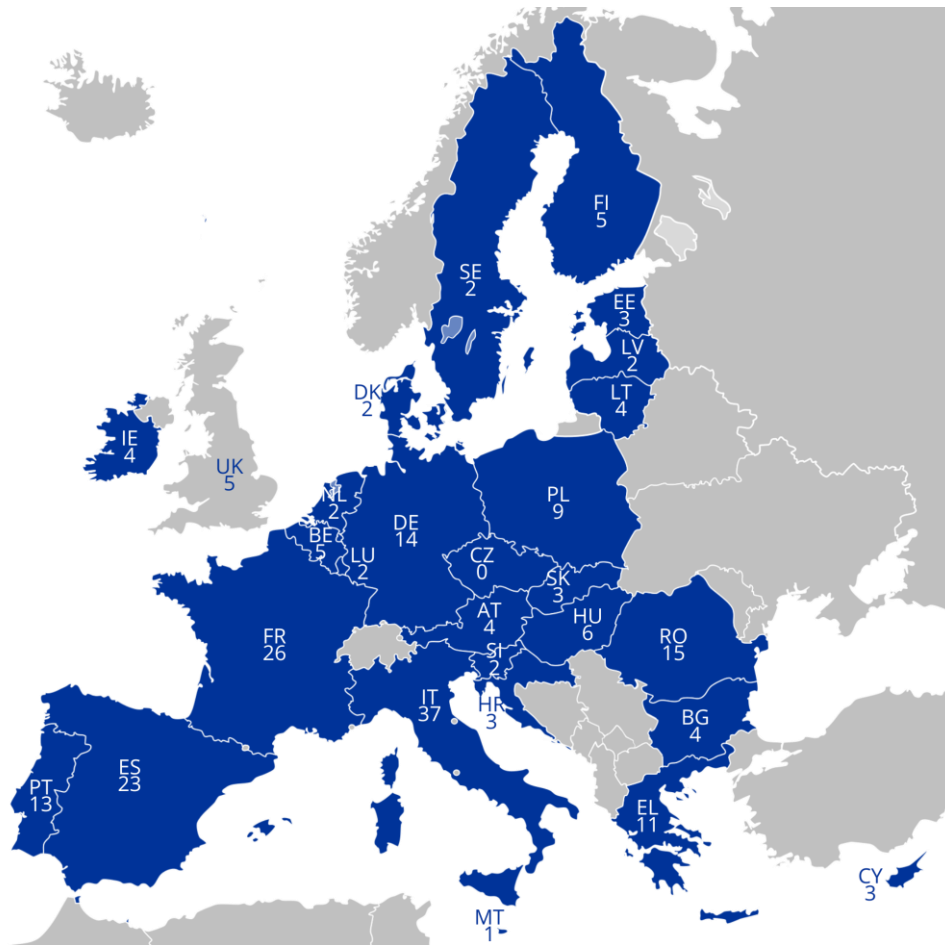 FI
5
SE
2
EE
3
LV
2
LT
4
DK
2
IE
4
UK
5
NL
2
PL
9
DE
14
BE
5
LU
2
CZ
0
SK
3
AT
4
HU
6
FR
26
RO
15
SI
2
IT
37
HR
3
BG
4
ES
23
PT
13
EL
11
CY
3
MT
1